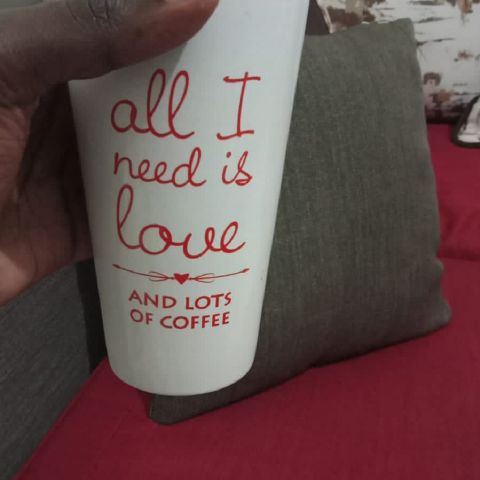 all I
need is
love
AND LOTS
OF COFFEE